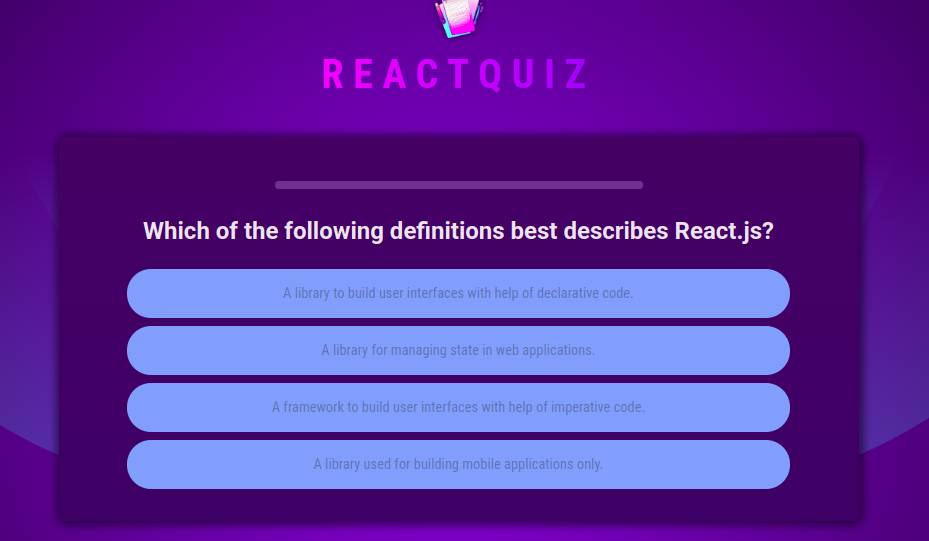 REACTQUIZ
Which of the following definitions best describes React.js?
A library to build user interfaces with help of declarative code.
A library for managing state in web applications.
A framework to build user interfaces with help of imperative code.
A library used for building mobile applications only.